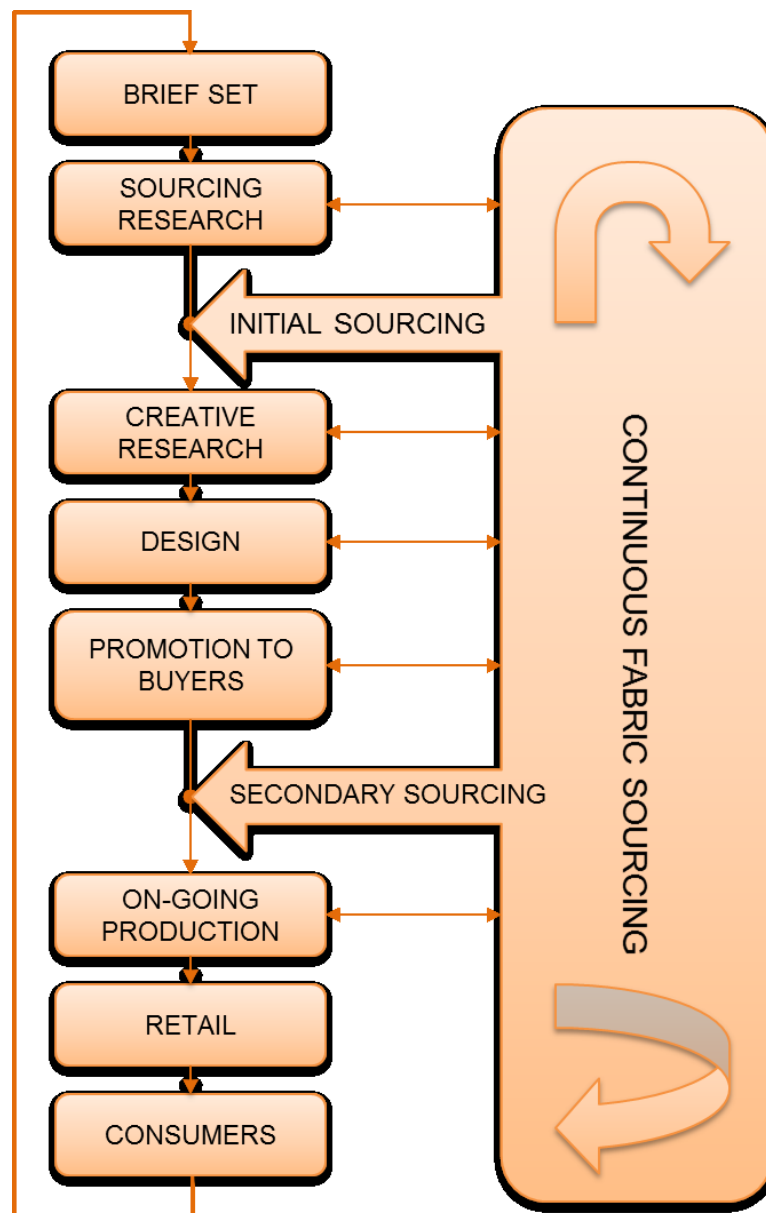 BRIEF SET
SOURCING
RESEARCH
INITIAL SOURCING
CREATIVE
RESEARCH
DESIGN
PROMOTION TO
BUYERS
SECONDARY SOURCING
ON-GOING
PRODUCTION
RETAIL
CONSUMERS
CONTINUOUS FABRIC SOURCING